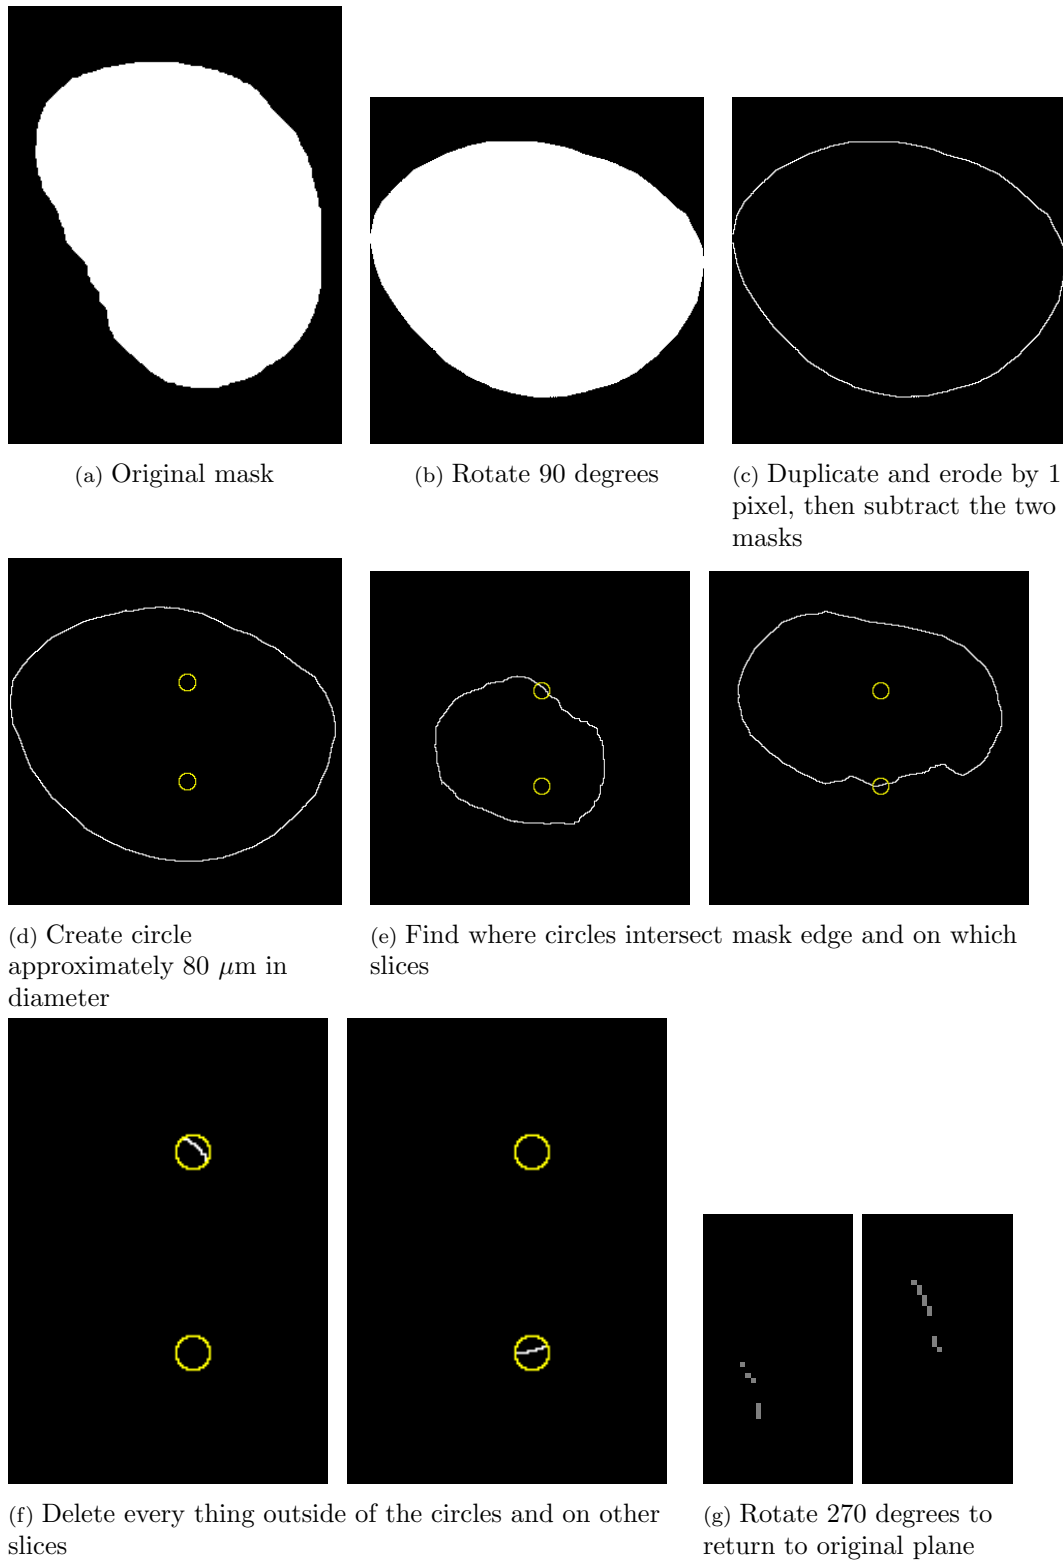 (a) Original mask
(b) Rotate 90 degrees
(c) Duplicate and erode by 1
pixel, then subtract the two
masks
(d) Create circle
approximately 80 μm in
diameter
(e) Find where circles intersect mask edge and on which
slices
(f) Delete every thing outside of the circles and on other
slices
(g) Rotate 270 degrees to
return to original plane